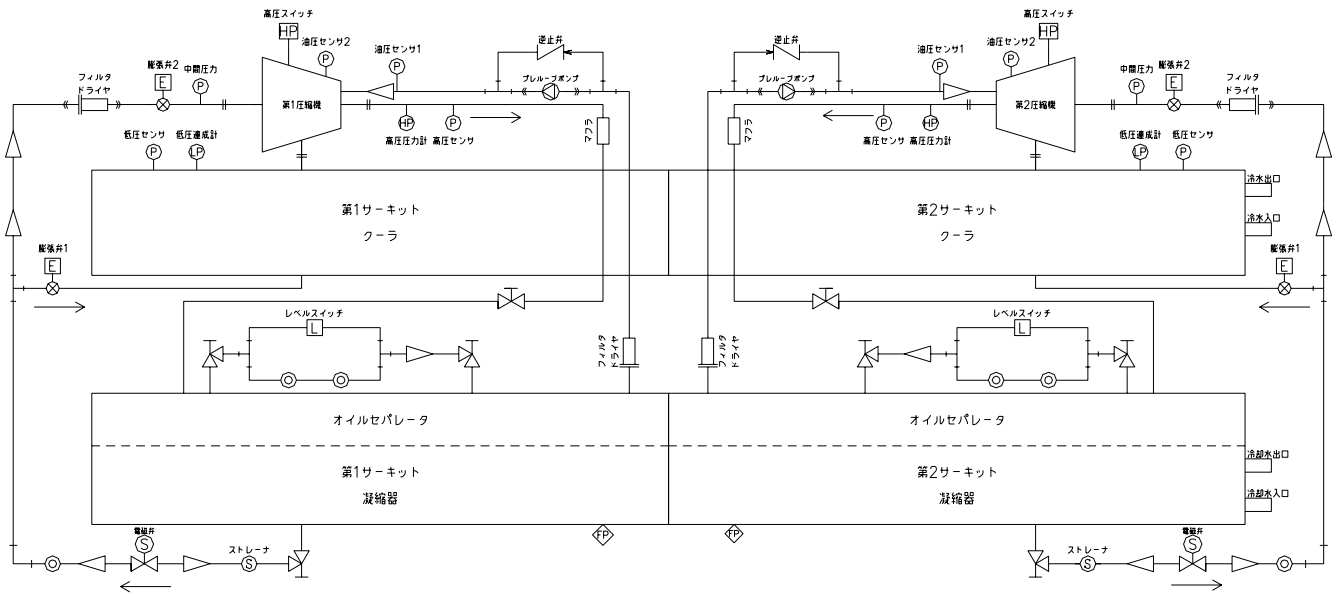 高圧スイッチ
HP
油圧センサ2
P
油圧センサ1
P
逆止弁
プレルーブポンプ
膨張弁2
E
中間圧力
P
フィルタ
ドライヤ
第1圧縮機
HP
高圧圧力計
P
高圧センサ
マフラ
低圧センサ
P
低圧連成計
LP
高圧スイッチ
HP
油圧センサ2
P
油圧センサ1
P
逆止弁
プレルーブポンプ
中間圧力
P
膨張弁2
E
フィルタ
ドライヤ
第2圧縮機
P
高圧センサ
HP
高圧圧力計
マフラ
低圧連成計
LP
低圧センサ
P
第1サーキット
クーラ
第2サーキット
クーラ
冷水出口
冷水入口
膨張弁1
E
膨張弁1
E
レベルスイッチ
L
フィルタ
ドライヤ
フィルタ
ドライヤ
レベルスイッチ
L
オイルセパレータ
オイルセパレータ
第1サーキット
凝縮器
第2サーキット
凝縮器
冷却水出口
冷却水入口
FP
FP
電磁弁
S
ストレーナ
S
ストレーナ
S
電磁弁
S